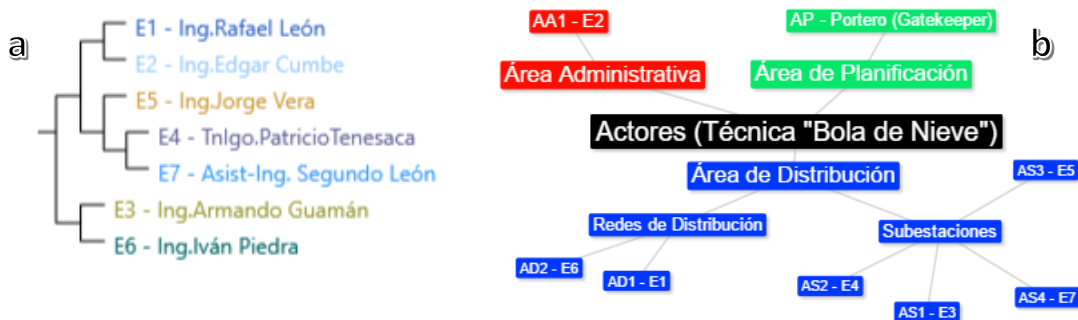 a
E1 - Ing.Rafael León
E2 - Ing.Edgar Cumbe
E5 - Ing.Jorge Vera
E4 - Tnlgo.PatricioTenesaca
E7 - Asist-Ing. Segundo León
E3 - Ing.Armando Guamán
E6 - Ing.Iván Piedra
b
AA1 - E2
AP - Portero (Gatekeeper)
Área Administrativa
Área de Planificación
Actores (Técnica "Bola de Nieve")
Área de Distribución
AS3 - E5
Redes de Distribución
Subestaciones
AD2 - E6
AD1 - E1
AS2 - E4
AS1 - E3
AS4 - E7